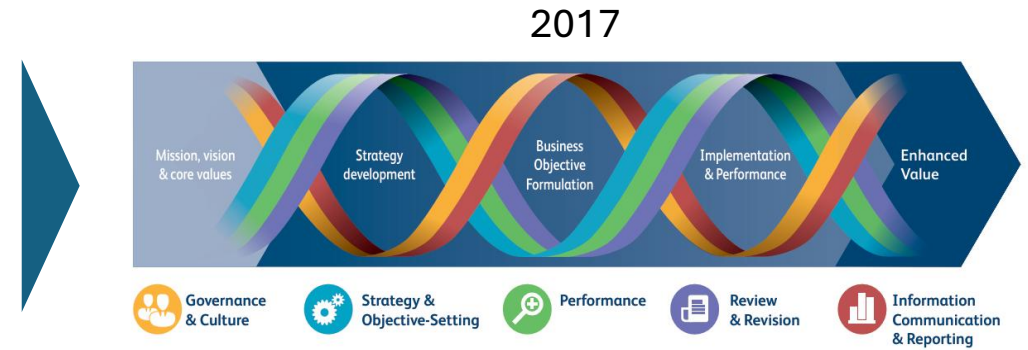 2017
Mission, vision
& core values
Strategy
development
Business
Objective
Formulation
Implementation
& Performance
Enhanced
Value
Governance
& Culture
Strategy &
Objective-Setting
Performance
Review
& Revision
Information
Communication
& Reporting